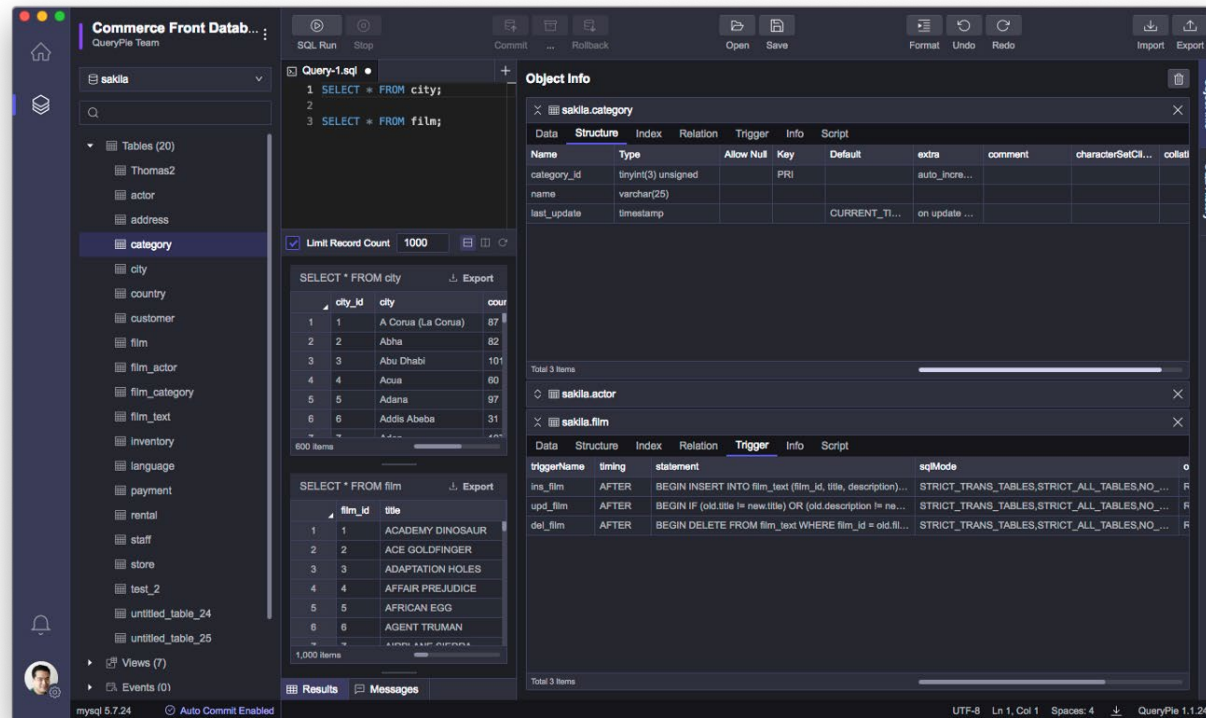 Commerce Front Datab...
QueryPie Team
SQL Run
Stop
Commit
...
Rollback
Open
Save
Format
Undo
Redo
Import
Export
sakila
Tables (20)
Thomas2
actor
address
category
city
country
customer
film
film_actor
film_category
film_text
inventory
language
payment
rental
staff
store
test_2
untitled_table_24
untitled_table_25
Views (7)
Events (0)
Query-1.sql
1 SELECT * FROM city;
2
3 SELECT * FROM film;
Limit Record Count 1000
SELECT * FROM city Export
city_id city
1 1 A Corua (La Corua) 87
2 2 Abha 82
3 3 Abu Dhabi 101
4 4 Acua 60
5 5 Adana 97
6 6 Addis Abeba 31
600 items
SELECT * FROM film Export
film_id title
1 1 ACADEMY DINOSAUR
2 2 ACE GOLDFINGER
3 3 ADAPTATION HOLES
4 4 AFFAIR PREJUDICE
5 5 AFRICAN EGG
6 6 AGENT TRUMAN
1,000 items
Results Messages
Object Info
sakila.category
Data Structure Index Relation Trigger Info Script
Name Type Allow Null Key Default extra comment characterSetCli... collati
category_id tinyint(3) unsigned PRI auto_incre...
name varchar(25)
last_update timestamp CURRENT_TI... on update ...
Total 3 Items
sakila.actor
sakila.film
Data Structure Index Relation Trigger Info Script
triggerName timing statement sqlMode
ins_film AFTER BEGIN INSERT INTO film_text (film_id, title, description)... STRICT_TRANS_TABLES,STRICT_ALL_TABLES,NO_...
upd_film AFTER BEGIN IF (old.title != new.title) OR (old.description != ne... STRICT_TRANS_TABLES,STRICT_ALL_TABLES,NO_...
del_film AFTER BEGIN DELETE FROM film_text WHERE film_id = old.fil... STRICT_TRANS_TABLES,STRICT_ALL_TABLES,NO_...
Total 3 Items
mysql 5.7.24 Auto Commit Enabled UTF-8 Ln 1, Col 1 Spaces: 4 QueryPie 1.1.24